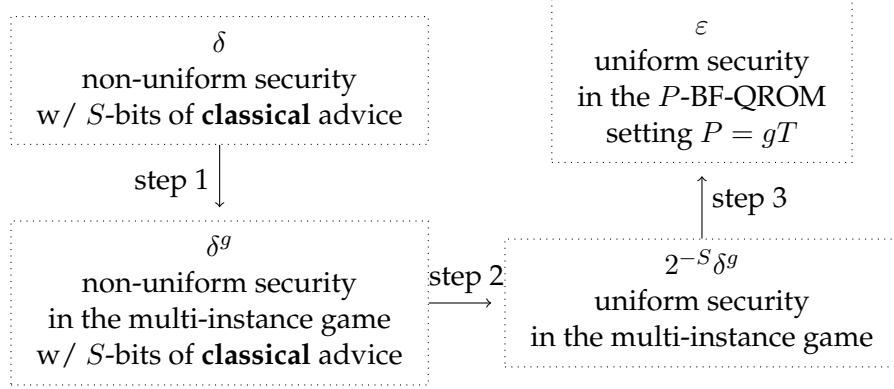 δ
non-uniform security
w/ S-bits of classical advice
step 1
δ^g
non-uniform security
in the multi-instance game
w/ S-bits of classical advice
step 2
2^{-S}δ^g
uniform security
in the multi-instance game
step 3
ε
uniform security
in the P-BF-QROM
setting P = gT